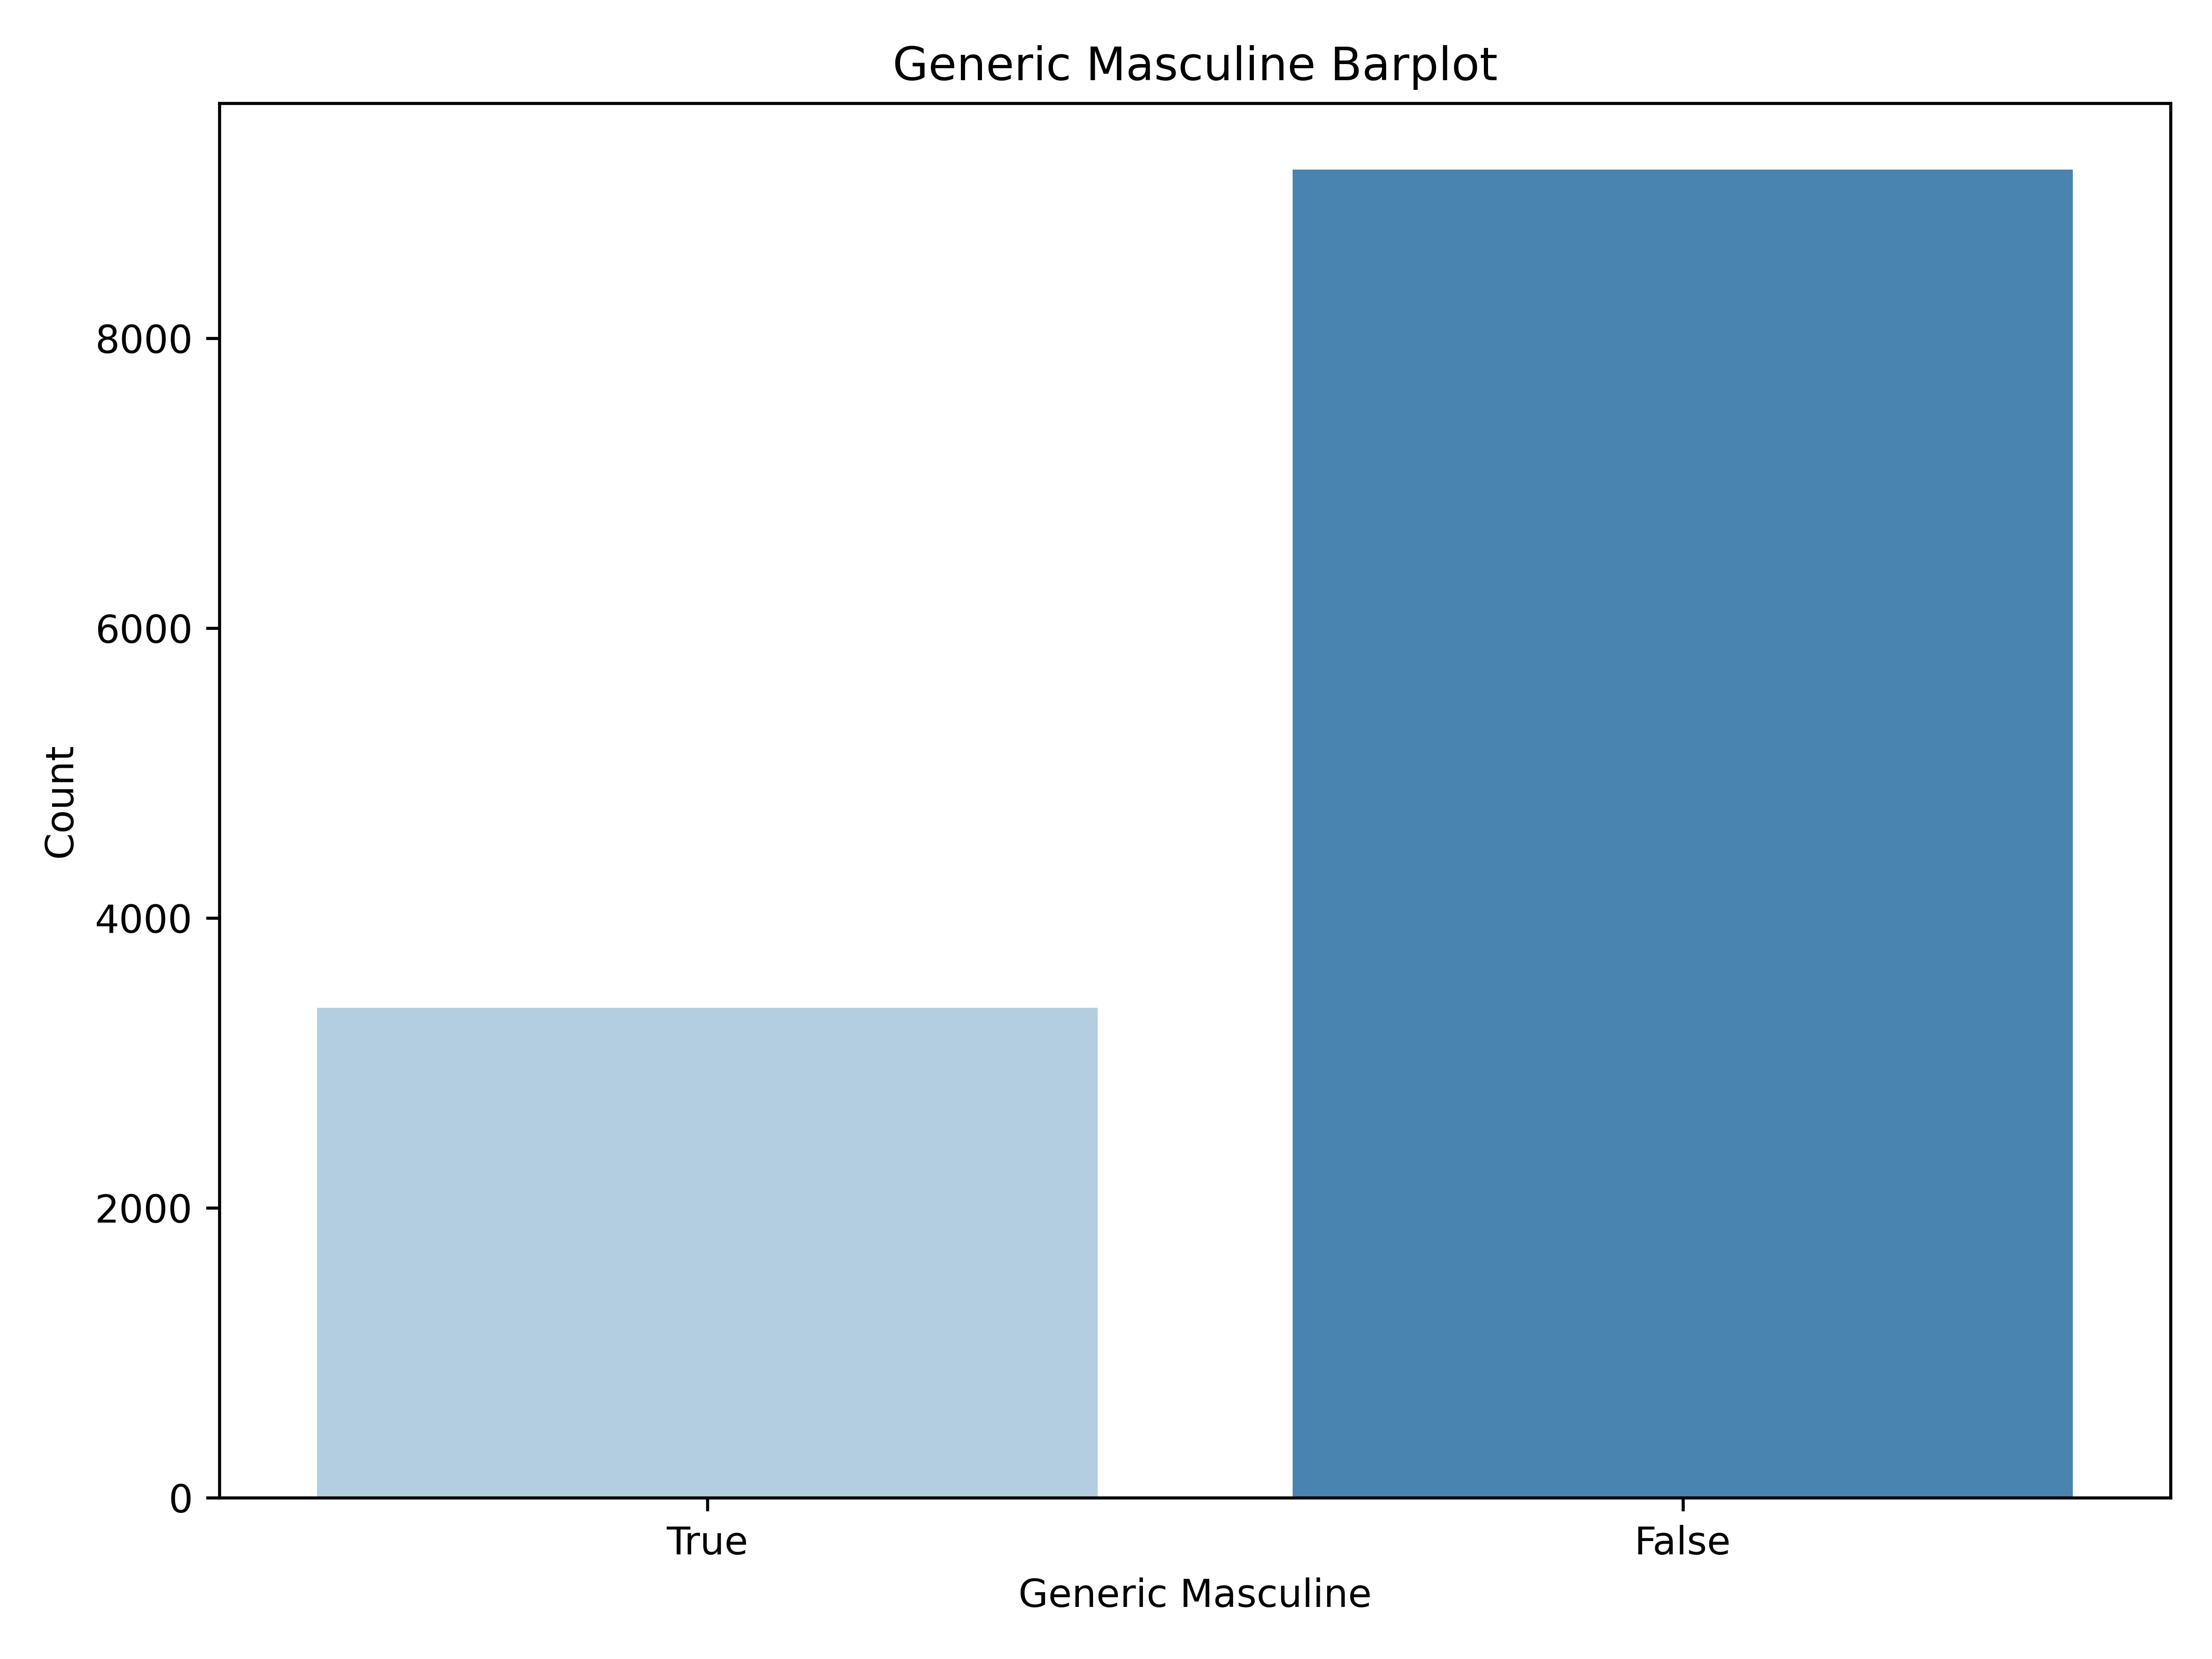 Generic Masculine Barplot
8000
6000
4000
2000
0
Count
True
False
Generic Masculine